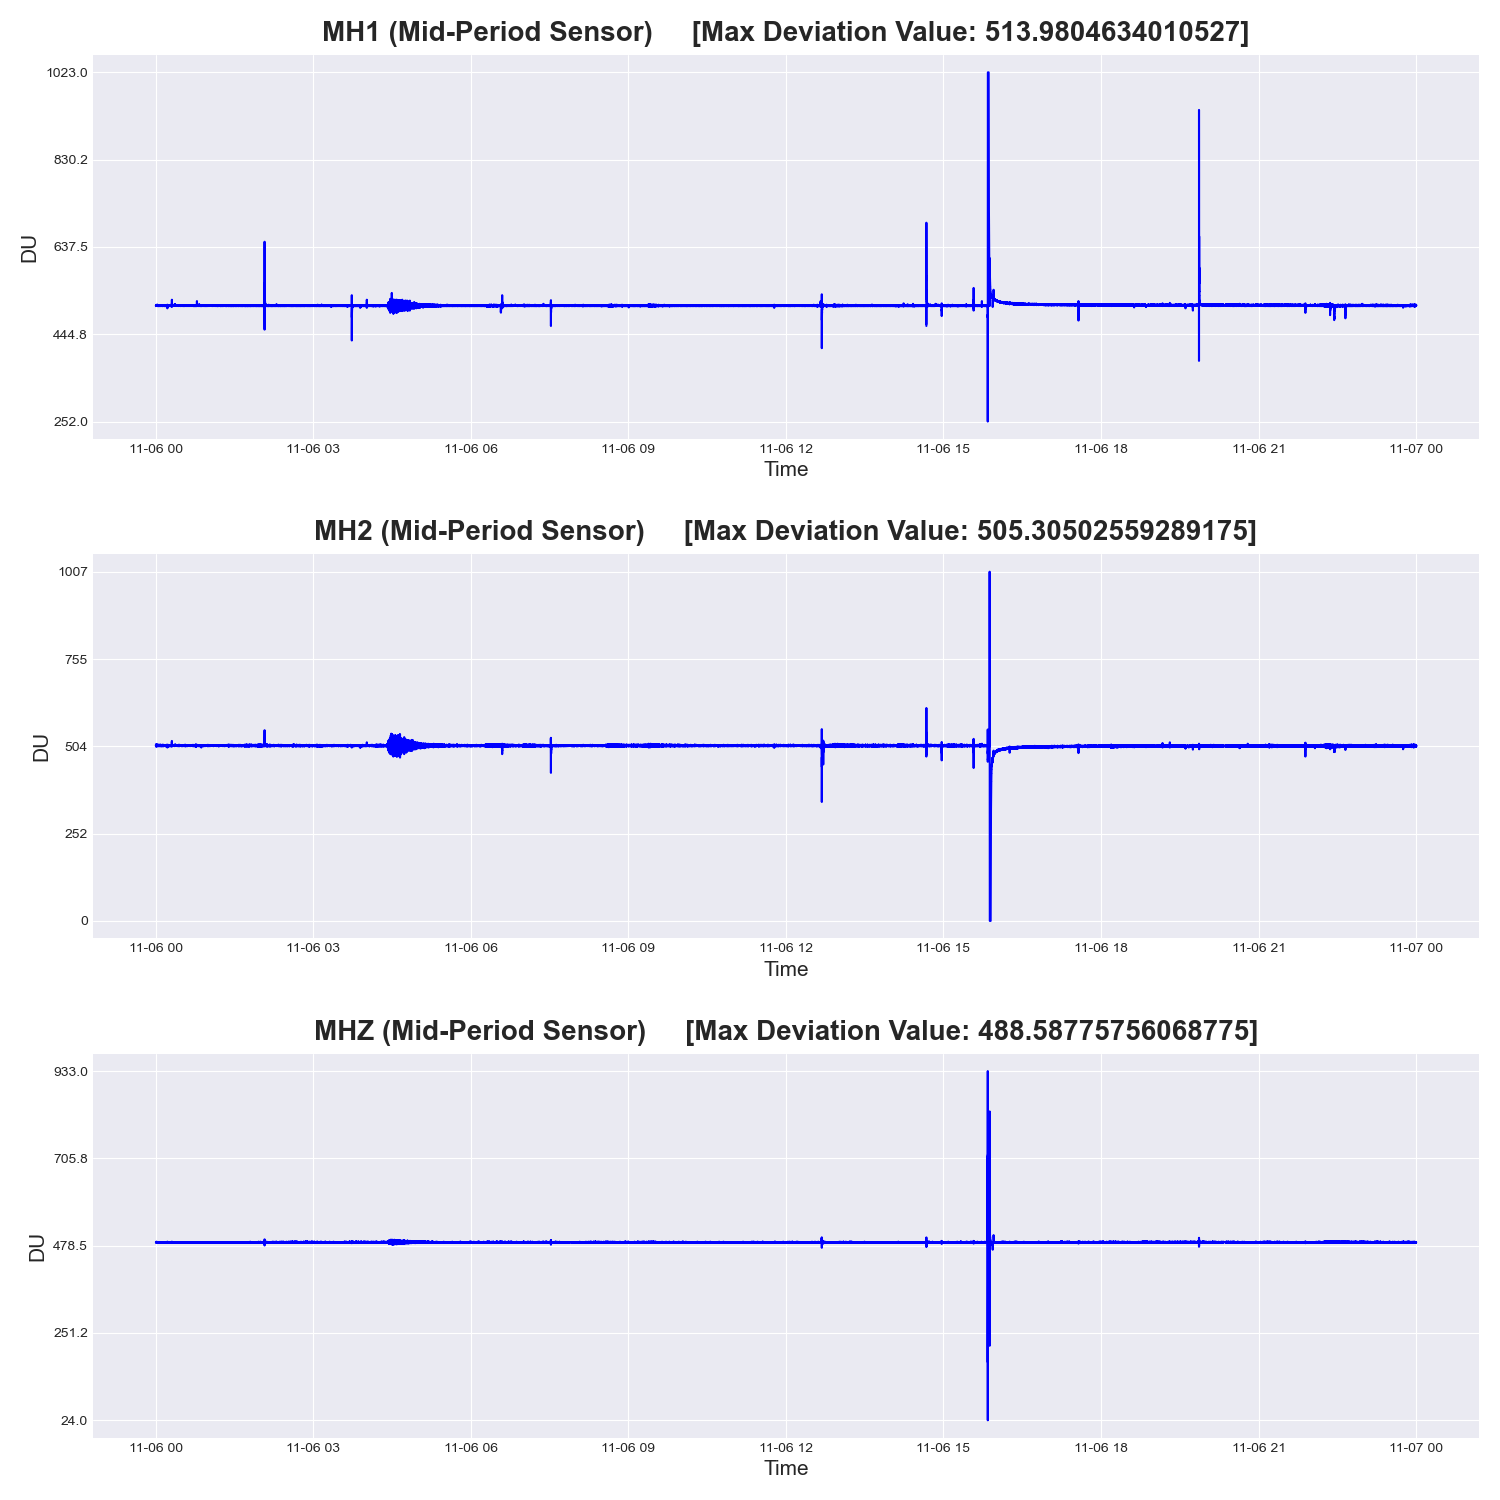 MH1 (Mid-Period Sensor) [Max Deviation Value: 513.9804634010527]
1023.0
830.2
637.5
444.8
252.0
DU
11-06 00 11-06 03 11-06 06 11-06 09 11-06 12 11-06 15 11-06 18 11-06 21 11-07 00
Time
MH2 (Mid-Period Sensor) [Max Deviation Value: 505.30502559289175]
1007
755
504
252
0
DU
11-06 00 11-06 03 11-06 06 11-06 09 11-06 12 11-06 15 11-06 18 11-06 21 11-07 00
Time
MHZ (Mid-Period Sensor) [Max Deviation Value: 488.58775756068775]
933.0
705.8
478.5
251.2
24.0
DU
11-06 00 11-06 03 11-06 06 11-06 09 11-06 12 11-06 15 11-06 18 11-06 21 11-07 00
Time